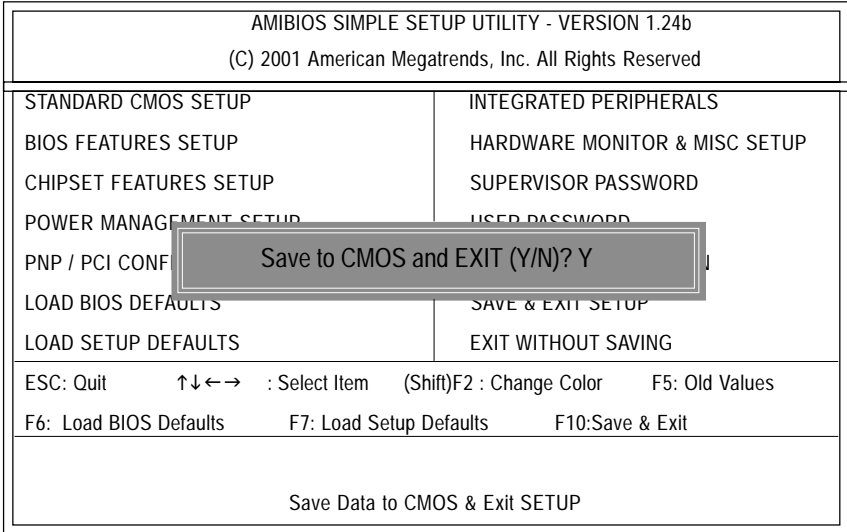 AMIBIOS SIMPLE SETUP UTILITY - VERSION 1.24b
(C) 2001 American Megatrends, Inc. All Rights Reserved
STANDARD CMOS SETUP
BIOS FEATURES SETUP
CHIPSET FEATURES SETUP
POWER MANAGEMENT SETUP
PNP / PCI
LOAD BIOS DEFAULTS
LOAD SETUP DEFAULTS
INTEGRATED PERIPHERALS
HARDWARE MONITOR & MISC SETUP
SUPERVISOR PASSWORD
USER PASSWORD
SAVE & EXIT SETUP
EXIT WITHOUT SAVING
Save to CMOS and EXIT (Y/N)? Y
ESC: Quit ↑↓←→ : Select Item (Shift)F2 : Change Color F5: Old Values
F6: Load BIOS Defaults F7: Load Setup Defaults F10:Save & Exit
Save Data to CMOS & Exit SETUP